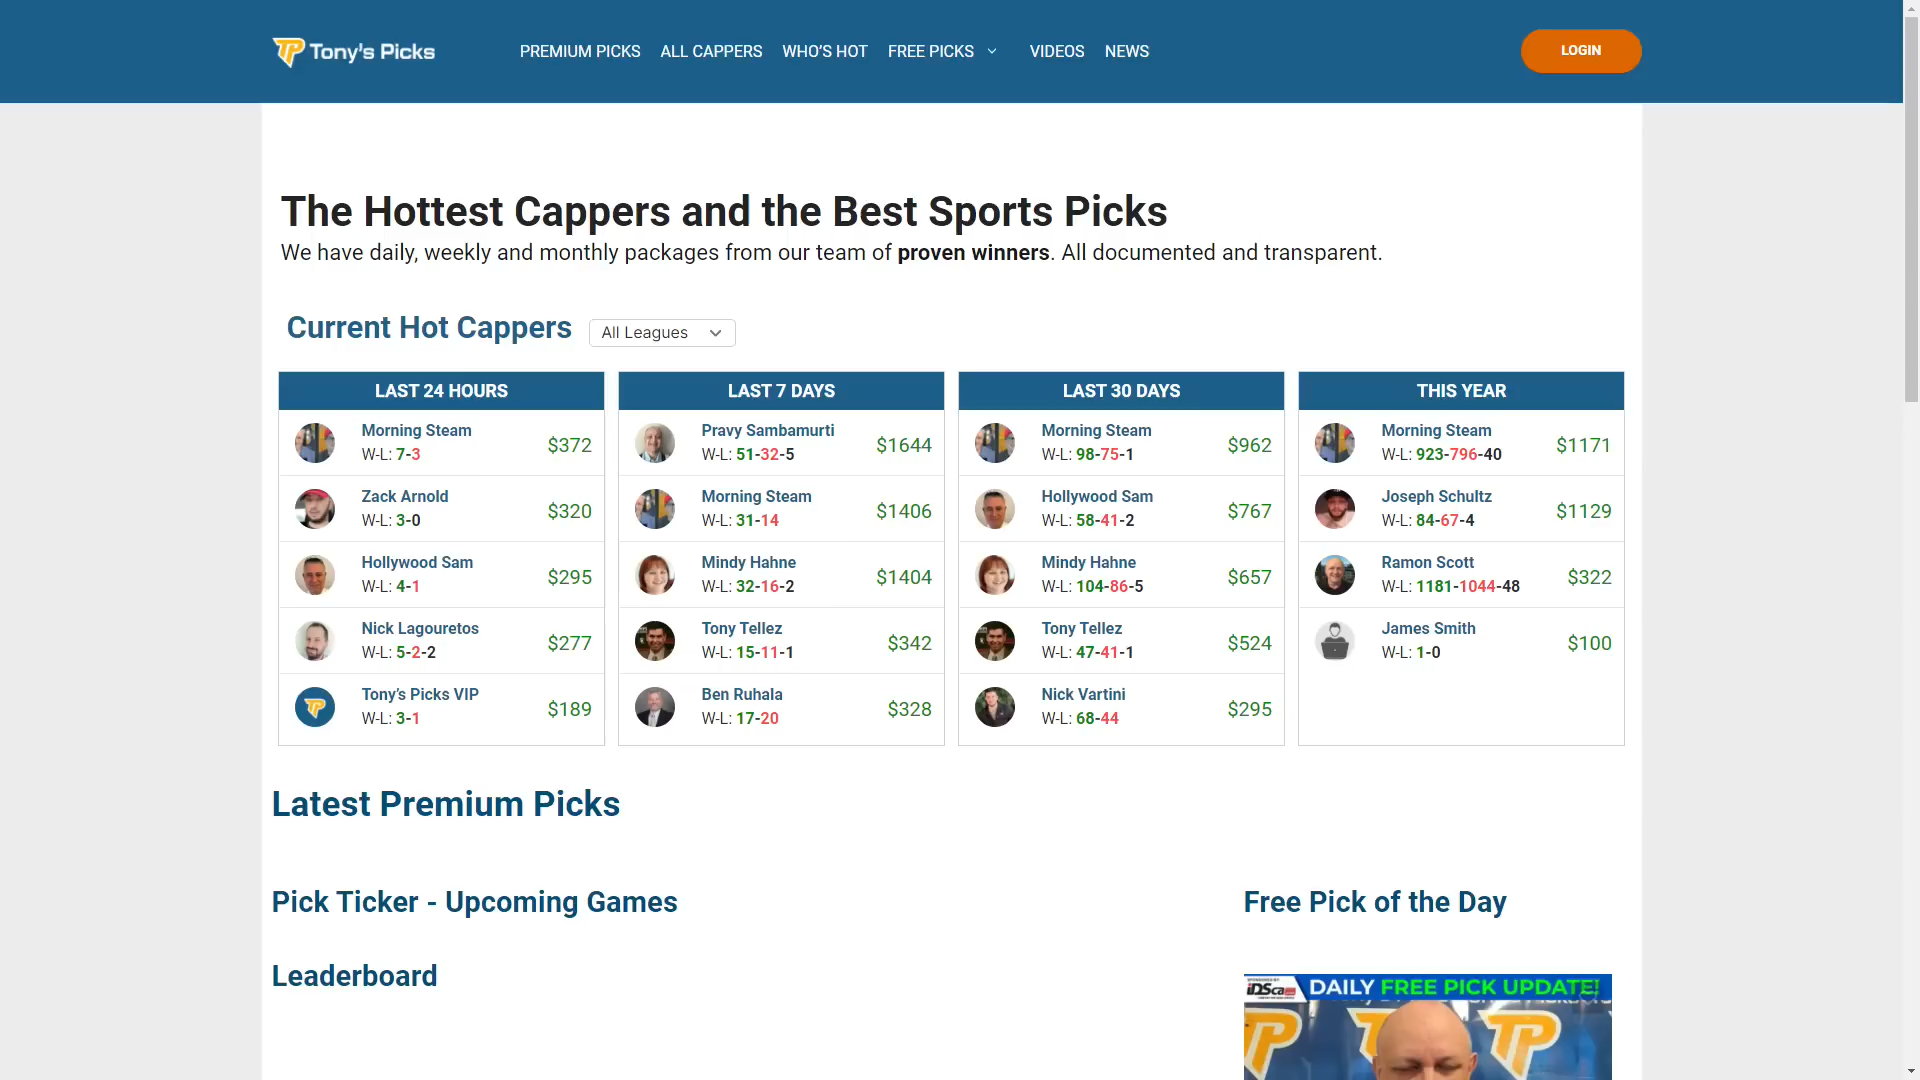 Tony's Picks
PREMIUM PICKS ALL CAPPERS WHO'S HOT FREE PICKS VIDEOS NEWS
LOGIN
The Hottest Cappers and the Best Sports Picks
We have daily, weekly and monthly packages from our team of proven winners. All documented and transparent.
Current Hot Cappers
All Leagues
LAST 24 HOURS
Morning Steam
W-L: 7-3
$372
Zack Arnold
W-L: 3-0
$320
Hollywood Sam
W-L: 4-1
$295
Nick Lagouretos
W-L: 5-2-2
$277
Tony's Picks VIP
W-L: 3-1
$189
LAST 7 DAYS
Pravy Sambamurti
W-L: 51-32-5
$1644
Morning Steam
W-L: 31-14
$1406
Mindy Hahne
W-L: 32-16-2
$1404
Tony Tellez
W-L: 15-11-1
$342
Ben Ruhala
W-L: 17-20
$328
LAST 30 DAYS
Morning Steam
W-L: 98-75-1
$962
Hollywood Sam
W-L: 58-41-2
$767
Mindy Hahne
W-L: 104-86-5
$657
Tony Tellez
W-L: 47-41-1
$524
Nick Vartini
W-L: 68-44
$295
THIS YEAR
Morning Steam
W-L: 923-796-40
$1171
Joseph Schultz
W-L: 84-67-4
$1129
Ramon Scott
W-L: 1181-1044-48
$322
James Smith
W-L: 1-0
$100
Latest Premium Picks
Pick Ticker - Upcoming Games
Leaderboard
Free Pick of the Day
DAILY FREE PICK UPDATE!